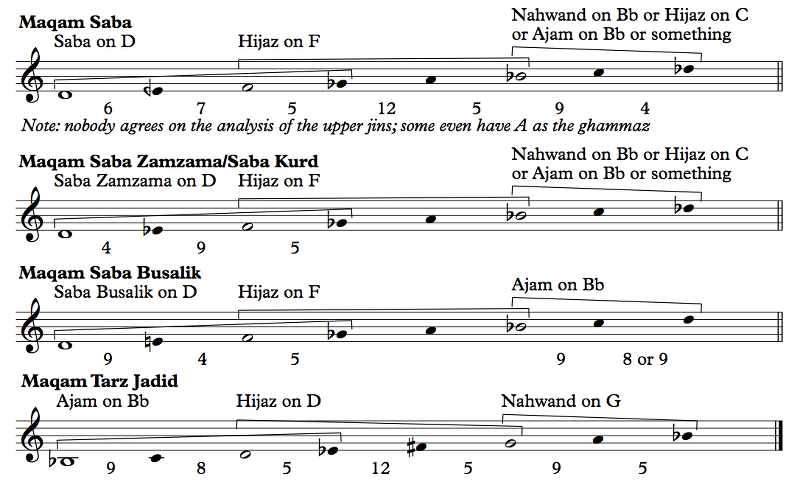 Maqam Saba
Nahwand on Bb or Hijaz on C
or Ajam on Bb or something
Saba on D Hijaz on F
6 7 5 12 5 9 4
Note: nobody agrees on the analysis of the upper jins; some even have A as the ghammaz
Maqam Saba Zamzama/Saba Kurd
Nahwand on Bb or Hijaz on C
or Ajam on Bb or something
Saba Zamzama on D Hijaz on F
4 9 5
Maqam Saba Busalik
Saba Busalik on D Hijaz on F Ajam on Bb
9 4 5 9 8 or 9
Maqam Tarz Jadid
Ajam on Bb Hijaz on D Nahwand on G
9 8 5 12 5 9 5